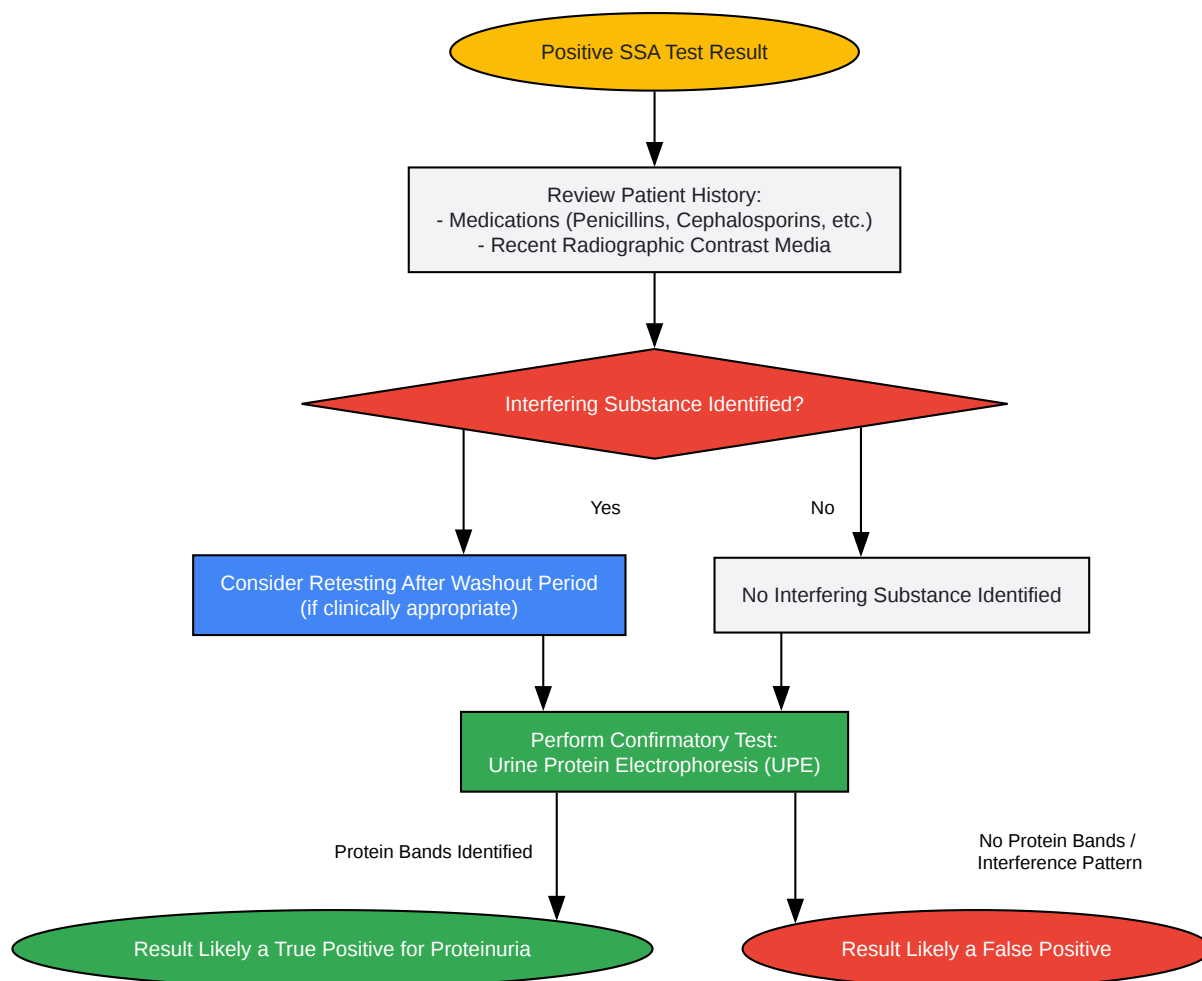 Positive SSA Test Result
Review Patient History:
- Medications (Penicillins, Cephalosporins, etc.)
- Recent Radiographic Contrast Media
Interfering Substance Identified?
Yes
No
Consider Retesting After Washout Period
(if clinically appropriate)
No Interfering Substance Identified
Perform Confirmatory Test:
Urine Protein Electrophoresis (UPE)
Protein Bands Identified
No Protein Bands /
Interference Pattern
Result Likely a True Positive for Proteinuria
Result Likely a False Positive